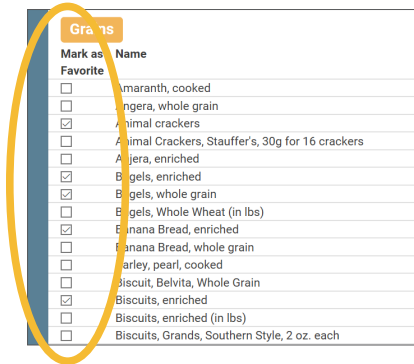 Grains
Mark as Name
Favorite
Amaranth, cooked
Angera, whole grain
Animal crackers
Animal Crackers, Stauffer's, 30g for 16 crackers
Anjera, enriched
Bagels, enriched
Bagels, whole grain
Bagels, Whole Wheat (in lbs)
Banana Bread, enriched
Banana Bread, whole grain
Barley, pearl, cooked
Biscuit, Belvita, Whole Grain
Biscuits, enriched
Biscuits, enriched (in lbs)
Biscuits, Grands, Southern Style, 2 oz. each